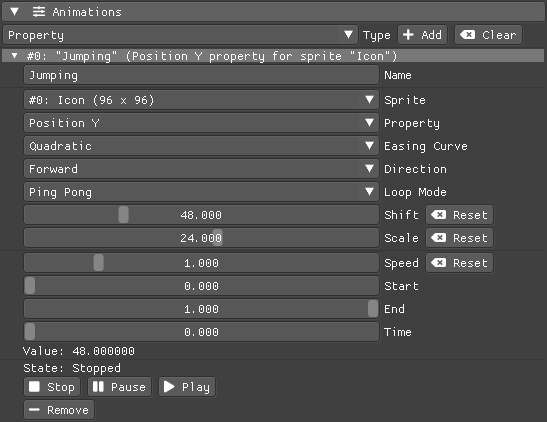 Animations
Property Type Add Clear
#0: "Jumping" (Position Y property for sprite "Icon")
Jumping Name
#0: Icon (96 x 96) Sprite
Position Y Property
Quadratic Easing Curve
Forward Direction
Ping Pong Loop Mode
48.000 Shift Reset
24.000 Scale Reset
1.000 Speed Reset
0.000 Start
1.000 End
0.000 Time
Value: 48.000000
State: Stopped
Stop Pause Play
Remove